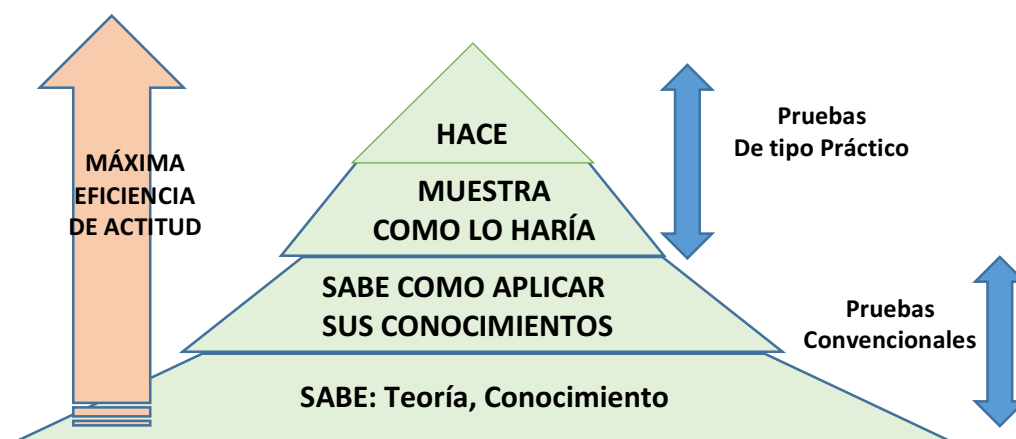 MÁXIMA
EFICIENCIA
DE ACTITUD
HACE
MUESTRA
COMO LO HARÍA
SABE COMO APLICAR
SUS CONOCIMIENTOS
SABE: Teoría, Conocimiento
Pruebas
De tipo Práctico
Pruebas
Convencionales